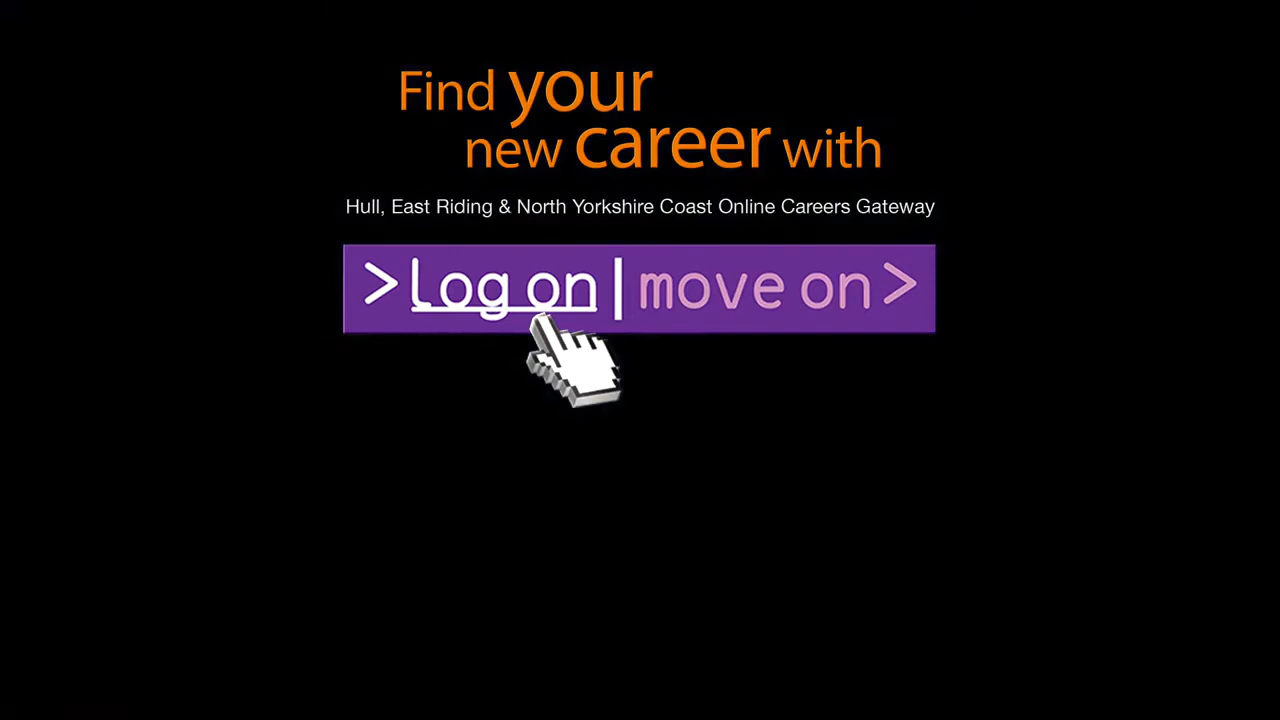 Find your
new career with
Hull, East Riding & North Yorkshire Coast Online Careers Gateway
>Log on|move on>